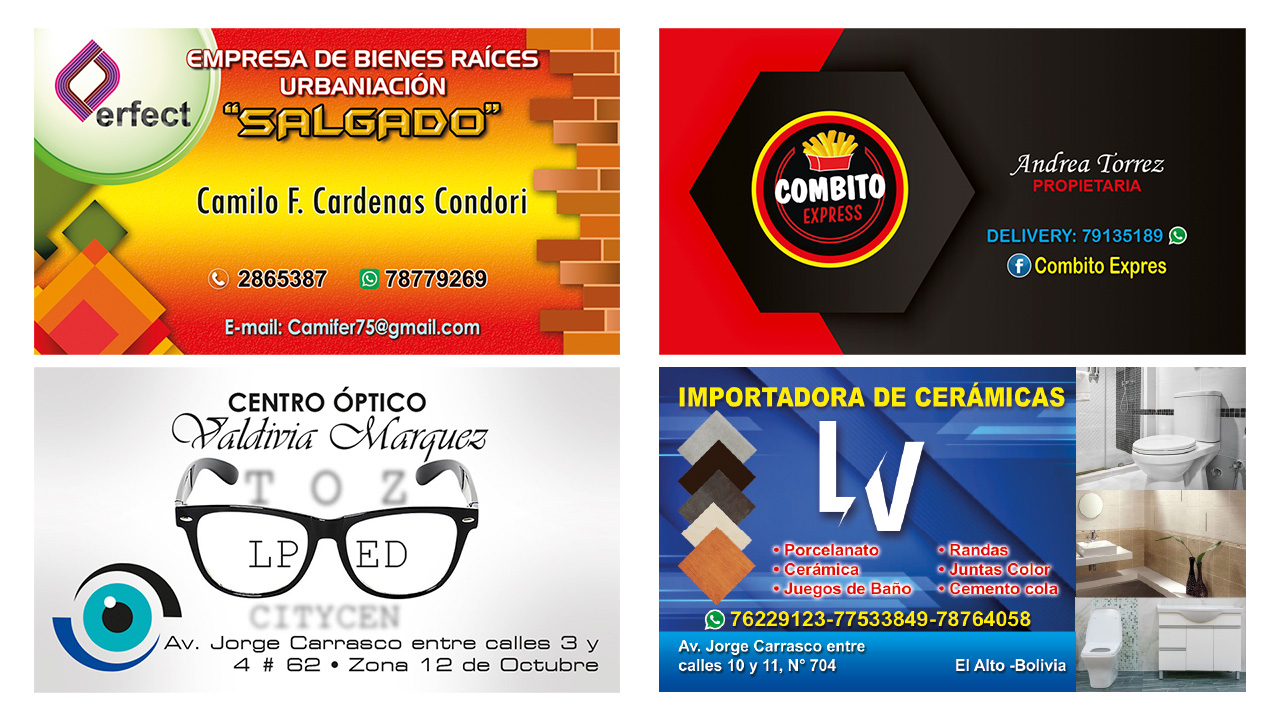 erfect
EMPRESA DE BIENES RAÍCES
URBANIACIÓN
“SALGADO”
Camilo F. Cardenas Condori
2865387 78779269
E-mail: Camifer75@gmail.com
COMBITO
EXPRESS
Andrea Torrez
PROPIETARIA
DELIVERY: 79135189
Combito Expres
CENTRO ÓPTICO
Valdivia Marquez
T O Z
LP ED
CITYCEN
Av. Jorge Carrasco entre calles 3 y
4 # 62 • Zona 12 de Octubre
IMPORTADORA DE CERÁMICAS
LV
• Porcelanato
• Cerámica
• Juegos de Baño
• Randas
• Juntas Color
• Cemento cola
76229123-77533849-78764058
Av. Jorge Carrasco entre
calles 10 y 11, N° 704
El Alto -Bolivia